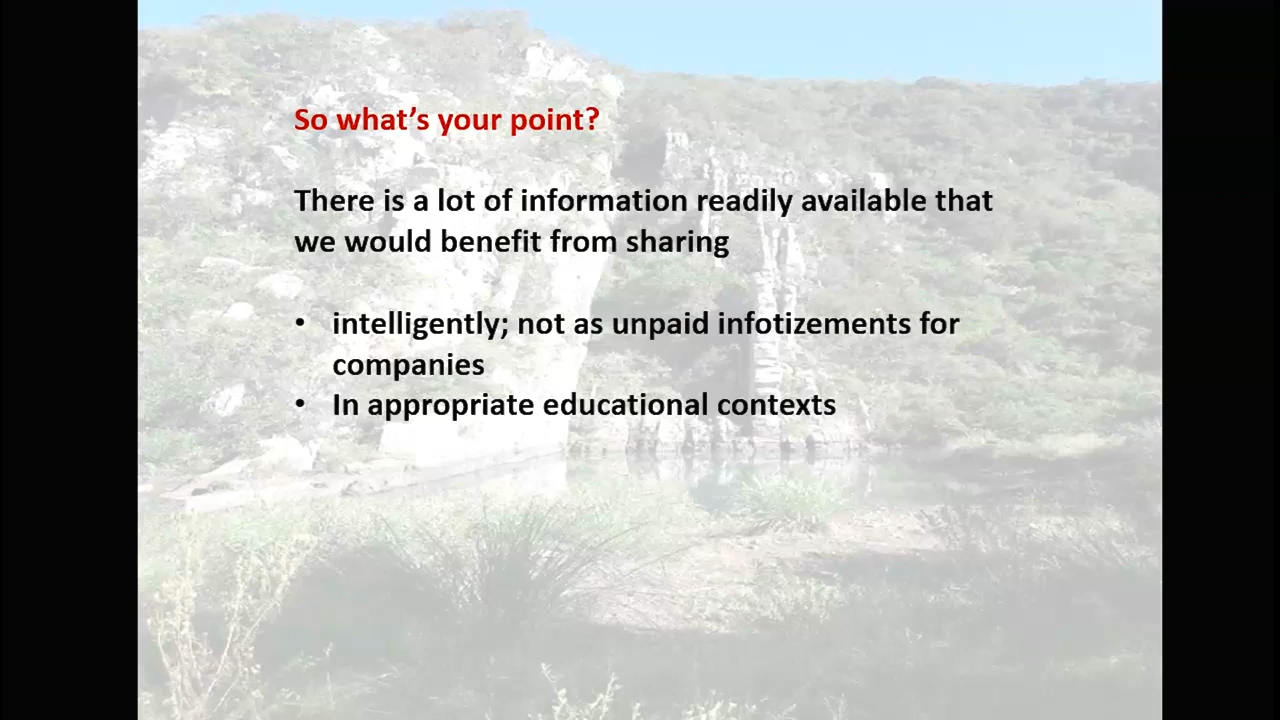 So what's your point?
There is a lot of information readily available that
we would benefit from sharing
• intelligently; not as unpaid infotizements for
companies
• In appropriate educational contexts